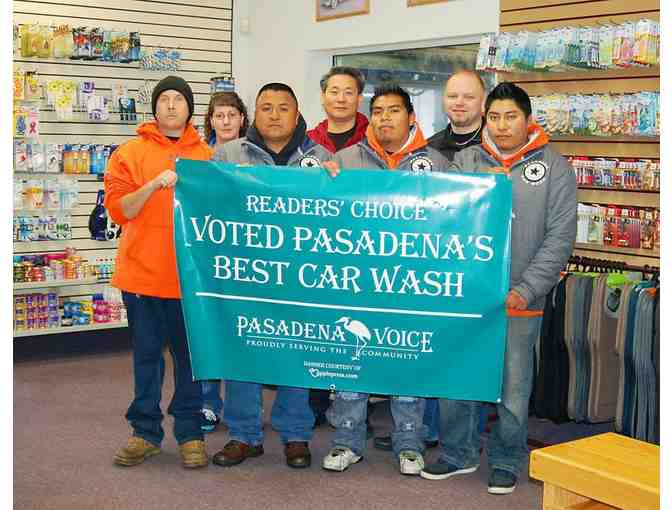 READERS' CHOICE
VOTED PASADENA'S
BEST CAR WASH
PASADENA VOICE
PROUDLY SERVING THE COMMUNITY
BANNER COURTESY OF